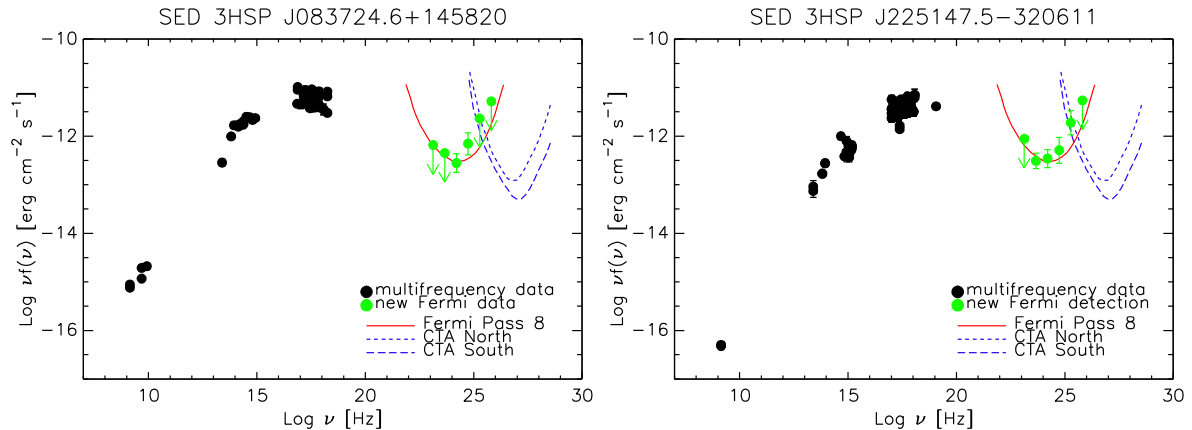 SED 3HSP J083724.6+145820
-10
-12
-14
-16
Log νf(ν) [erg cm⁻² s⁻¹]
multifrequency data
new Fermi data
Fermi Pass 8
CTA North
CTA South
10 15 20 25 30
Log ν [Hz]
SED 3HSP J225147.5-320611
-10
-12
-14
-16
Log νf(ν) [erg cm⁻² s⁻¹]
multifrequency data
new Fermi detection
Fermi Pass 8
CTA North
CTA South
10 15 20 25 30
Log ν [Hz]